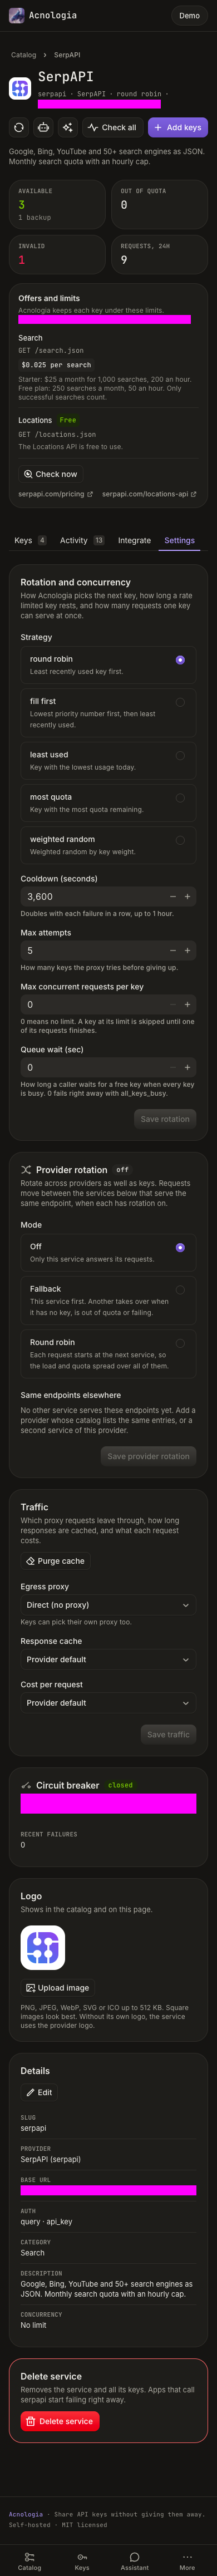 Acnologia
Demo
Catalog › SerpAPI
SerpAPI
serpapi · SerpAPI · round robin ·
Check all
Add keys
Google, Bing, YouTube and 50+ search engines as JSON.
Monthly search quota with an hourly cap.
AVAILABLE
3
1 backup
OUT OF QUOTA
0
INVALID
1
REQUESTS, 24H
9
Offers and limits
Acnologia keeps each key under these limits.
Search
GET /search.json
$0.025 per search
Starter: $25 a month for 1,000 searches, 200 an hour.
Free plan: 250 searches a month, 50 an hour. Only
successful searches count.
Locations Free
GET /locations.json
The Locations API is free to use.
Check now
serpapi.com/pricing
serpapi.com/locations-api
Keys 4
Activity 13
Integrate
Settings
Rotation and concurrency
How Acnologia picks the next key, how long a rate
limited key rests, and how many requests one key
can serve at once.
Strategy
round robin
Least recently used key first.
fill first
Lowest priority number first, then least
recently used.
least used
Key with the lowest usage today.
most quota
Key with the most quota remaining.
weighted random
Weighted random by key weight.
Cooldown (seconds)
3,600
Doubles with each failure in a row, up to 1 hour.
Max attempts
5
How many keys the proxy tries before giving up.
Max concurrent requests per key
0
0 means no limit. A key at its limit is skipped until one
of its requests finishes.
Queue wait (sec)
0
How long a caller waits for a free key when every key
is busy. 0 fails right away with all_keys_busy.
Save rotation
Provider rotation off
Rotate across providers as well as keys. Requests
move between the services below that serve the
same endpoint, when each has rotation on.
Mode
Off
Only this service answers its requests.
Fallback
This service first. Another takes over when
it has no key, is out of quota or failing.
Round robin
Each request starts at the next service, so
the load and quota spread over all of them.
Same endpoints elsewhere
No other service serves these endpoints yet. Add a
provider whose catalog lists the same entries, or a
second service of this provider.
Save provider rotation
Traffic
Which proxy requests leave through, how long
responses are cached, and what each request
costs.
Purge cache
Egress proxy
Direct (no proxy)
Keys can pick their own proxy too.
Response cache
Provider default
Cost per request
Provider default
Save traffic
Circuit breaker closed
RECENT FAILURES
0
Logo
Shows in the catalog and on this page.
Upload image
PNG, JPEG, WebP, SVG or ICO up to 512 KB. Square
images look best. Without its own logo, the service
uses the provider logo.
Details
Edit
SLUG
serpapi
PROVIDER
SerpAPI (serpapi)
BASE URL
AUTH
query · api_key
CATEGORY
Search
DESCRIPTION
Google, Bing, YouTube and 50+ search engines as
JSON. Monthly search quota with an hourly cap.
CONCURRENCY
No limit
Delete service
Removes the service and all its keys. Apps that call
serpapi start failing right away.
Delete service
Acnologia · Share API keys without giving them away.
Self-hosted · MIT licensed
Catalog
Keys
Assistant
More